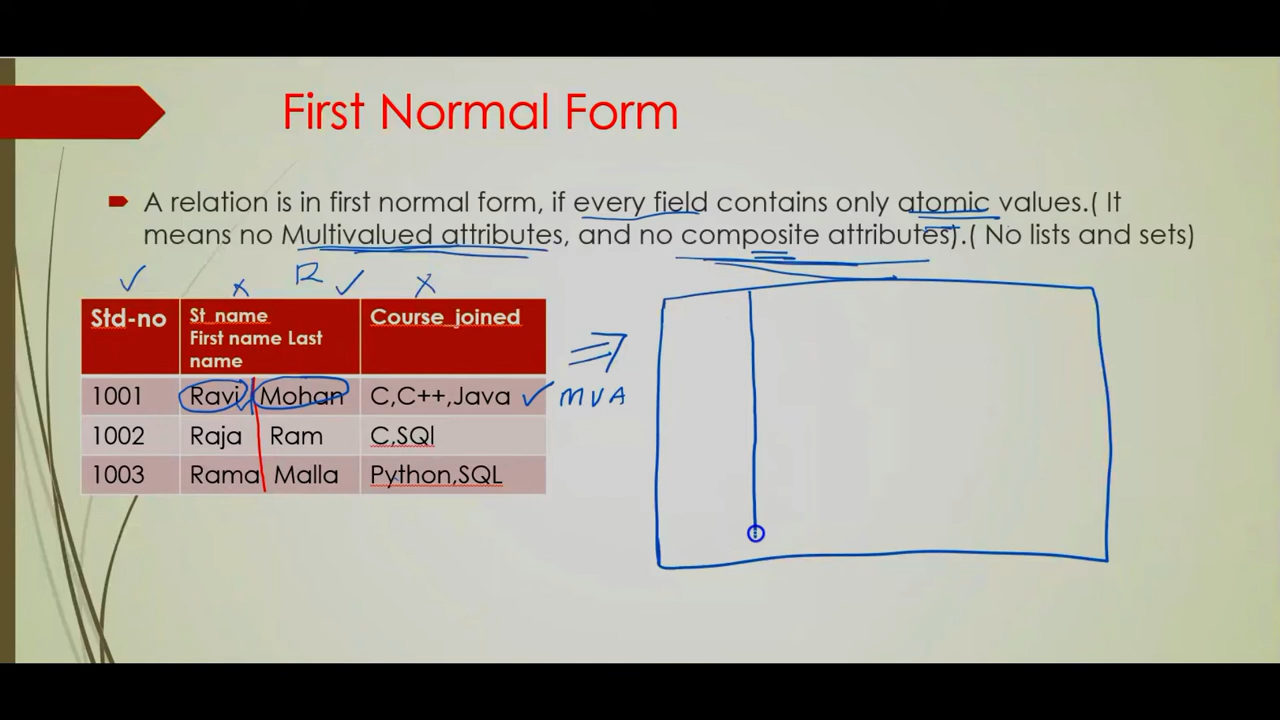 First Normal Form
A relation is in first normal form, if every field contains only atomic values.( It
means no Multivalued attributes, and no composite attributes).( No lists and sets)
R
Std-no St_name Course_joined
First name Last
name
1001 Ravi Mohan C,C++,Java MVA
1002 Raja Ram C,SQl
1003 Rama Malla Python,SQL